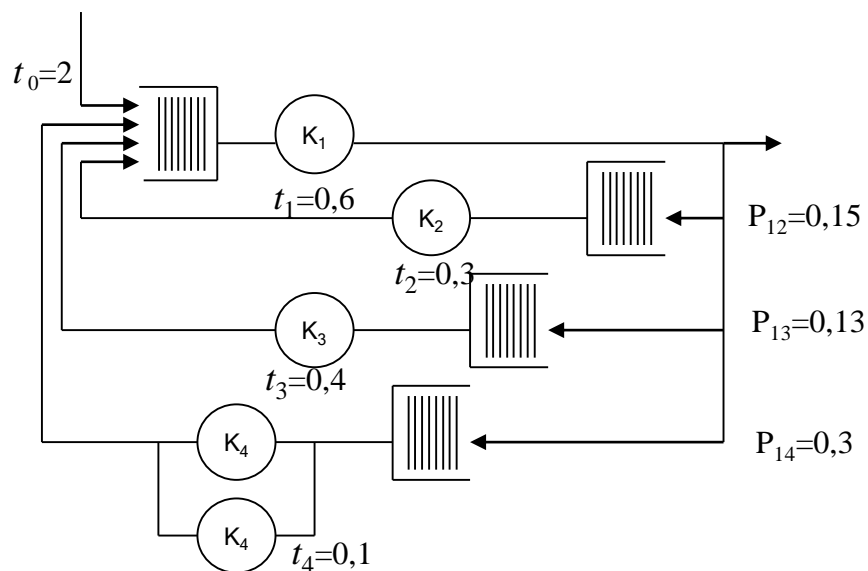 t₀=2
K₁
t₁=0,6
K₂
P₁₂=0,15
t₂=0,3
K₃
P₁₃=0,13
t₃=0,4
K₄
P₁₄=0,3
K₄
t₄=0,1